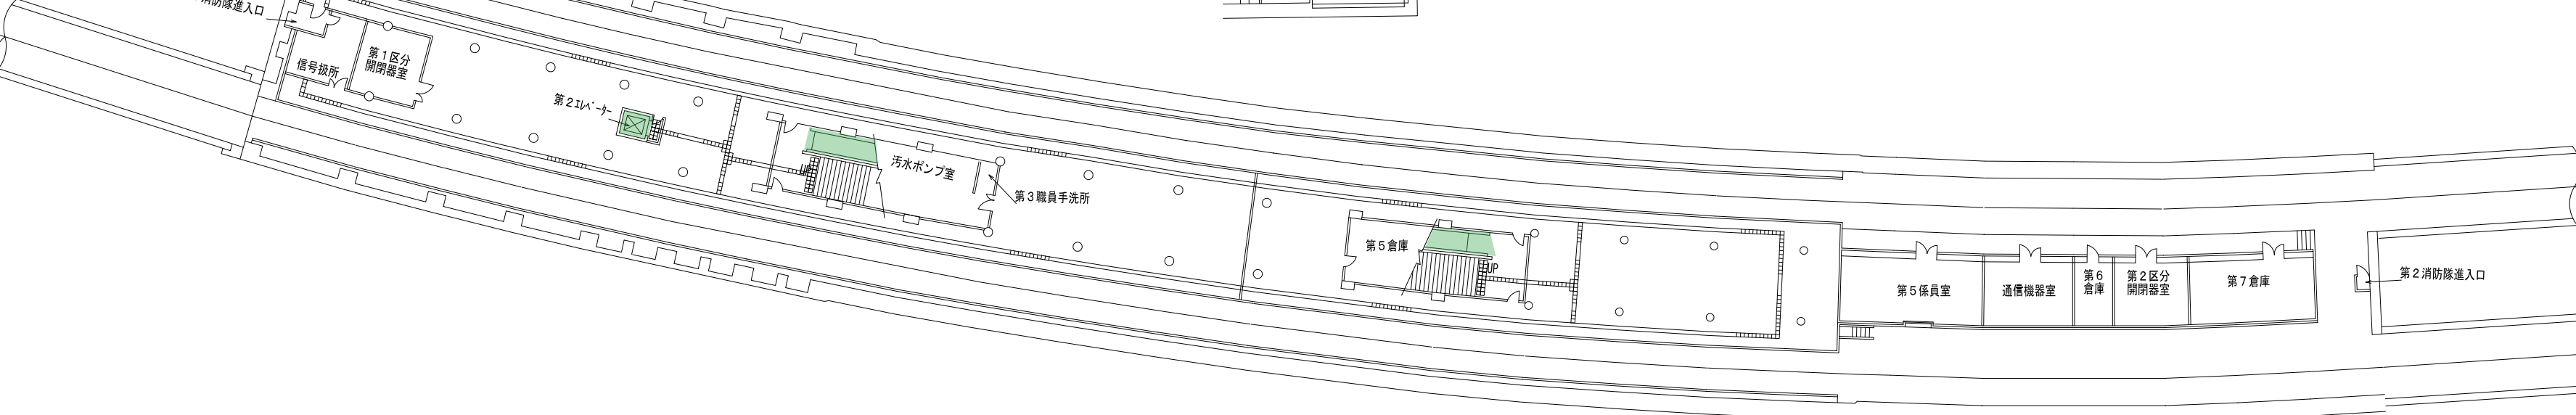 消防隊進入口
信号扱所
第1区分
開閉器室
第2エレベーター
UP
汚水ポンプ室
第3職員手洗所
第5倉庫
UP
第5係員室
通信機器室
第6
倉庫
第2区分
開閉器室
第7倉庫
第2消防隊進入口